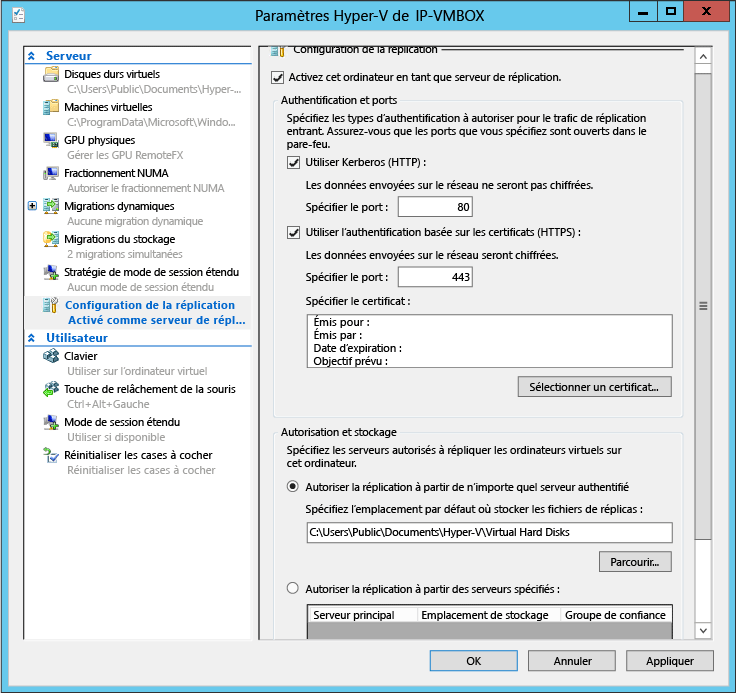 Paramètres Hyper-V de IP-VMBOX
Serveur
Disques durs virtuels
C:\Users\Public\Documents\Hyper-...
Machines virtuelles
C:\ProgramData\Microsoft\Windo...
GPU physiques
Gérer les GPU RemoteFX
Fractionnement NUMA
Autoriser le fractionnement NUMA
Migrations dynamiques
Aucune migration dynamique
Migrations du stockage
2 migrations simultanées
Stratégie de mode de session étendu
Aucun mode de session étendu
Configuration de la réplication
Activé comme serveur de répl...
Utilisateur
Clavier
Utiliser sur l'ordinateur virtuel
Touche de relâchement de la souris
Ctrl+Alt+Gauche
Mode de session étendu
Utiliser si disponible
Réinitialiser les cases à cocher
Réinitialiser les cases à cocher
Configuration de la réplication
Activez cet ordinateur en tant que serveur de réplication.
Authentification et ports
Spécifiez les types d'authentification à autoriser pour le trafic de réplication
entrant. Assurez-vous que les ports que vous spécifiez sont ouverts dans le
pare-feu.
Utiliser Kerberos (HTTP) :
Les données envoyées sur le réseau ne seront pas chiffrées.
Spécifier le port : 80
Utiliser l'authentification basée sur les certificats (HTTPS) :
Les données envoyées sur le réseau seront chiffrées.
Spécifier le port : 443
Spécifier le certificat :
Émis pour :
Émis par :
Date d'expiration :
Objectif prévu :
Sélectionner un certificat...
Autorisation et stockage
Spécifiez les serveurs autorisés à répliquer les ordinateurs virtuels sur
cet ordinateur.
Autoriser la réplication à partir de n'importe quel serveur authentifié
Spécifiez l'emplacement par défaut où stocker les fichiers de réplicas :
C:\Users\Public\Documents\Hyper-V\Virtual Hard Disks
Parcourir...
Autoriser la réplication à partir des serveurs spécifiés :
Serveur principal Emplacement de stockage Groupe de confiance
OK Annuler Appliquer